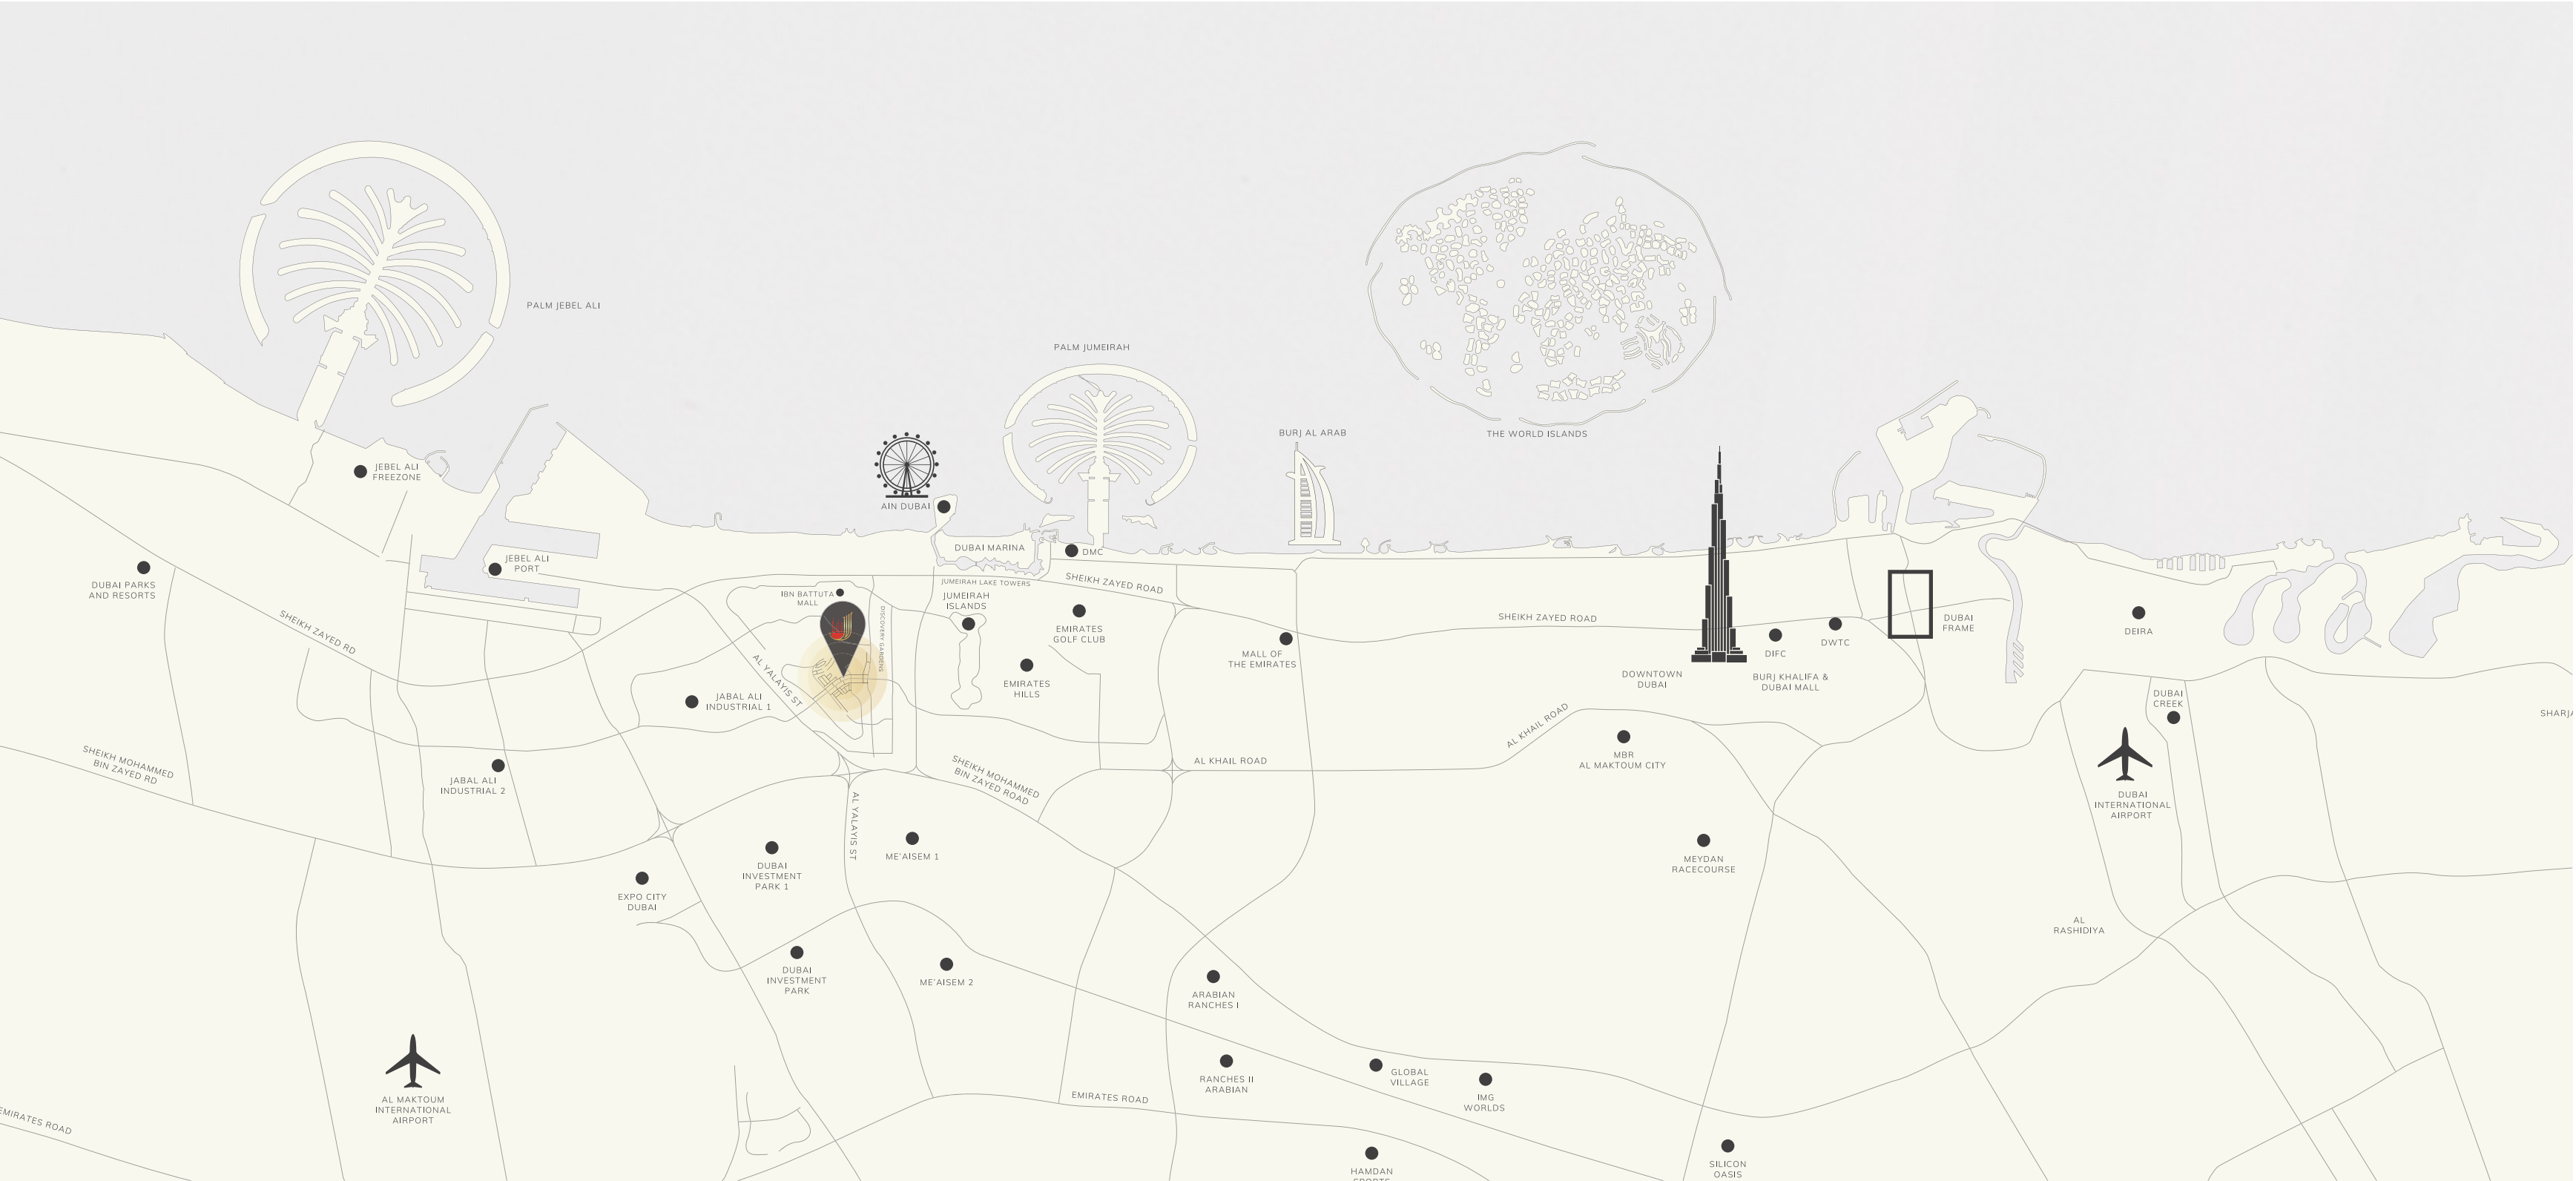 PALM JEBEL ALI
PALM JUMEIRAH
BURJ AL ARAB
THE WORLD ISLANDS
JEBEL ALI
FREEZONE
AIN DUBAI
DUBAI MARINA
DMC
JEBEL ALI
PORT
DUBAI PARKS
AND RESORTS
JUMEIRAH LAKE TOWERS
SHEIKH ZAYED ROAD
IBN BATTUTA
MALL
JUMEIRAH
ISLANDS
DISCOVERY GARDENS
EMIRATES
GOLF CLUB
SHEIKH ZAYED RD
SHEIKH ZAYED ROAD
MALL OF
THE EMIRATES
DIFC
DWTC
DUBAI
FRAME
DEIRA
AL YALAYIS ST
EMIRATES
HILLS
DOWNTOWN
DUBAI
BURJ KHALIFA &
DUBAI MALL
JABAL ALI
INDUSTRIAL 1
DUBAI
CREEK
SHARJA
AL KHAIL ROAD
SHEIKH MOHAMMED
BIN ZAYED RD
JABAL ALI
INDUSTRIAL 2
SHEIKH MOHAMMED
BIN ZAYED ROAD
AL KHAIL ROAD
MBR
AL MAKTOUM CITY
DUBAI
INTERNATIONAL
AIRPORT
AL YALAYIS ST
ME'AISEM 1
DUBAI
INVESTMENT
PARK 1
MEYDAN
RACECOURSE
EXPO CITY
DUBAI
AL
RASHIDIYA
DUBAI
INVESTMENT
PARK
ME'AISEM 2
ARABIAN
RANCHES I
RANCHES II
ARABIAN
GLOBAL
VILLAGE
IMG
WORLDS
EMIRATES ROAD
AL MAKTOUM
INTERNATIONAL
AIRPORT
EMIRATES ROAD
HAMDAN
SPORTS
SILICON
OASIS